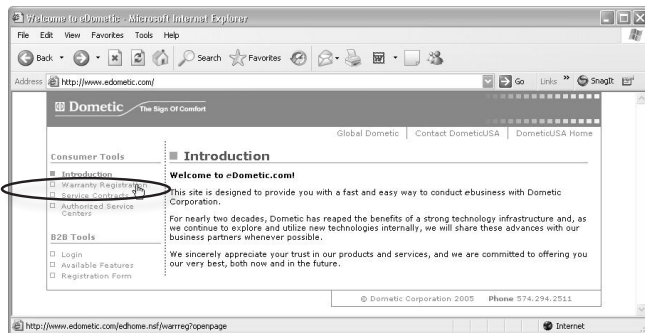 Welcome to eDometic - Microsoft Internet Explorer
File Edit View Favorites Tools Help
Back Search Favorites
Address http://www.edometic.com/ Go Links » SnagIt
Dometic The Sign Of Comfort
Global Dometic | Contact DometicUSA | DometicUSA Home
Consumer Tools
Introduction
Warranty Registration
Service Contracts
Authorized Service
Centers
B2B Tools
Login
Available Features
Registration Form
Introduction
Welcome to eDometic.com!
This site is designed to provide you with a fast and easy way to conduct ebusiness with Dometic
Corporation.
For nearly two decades, Dometic has reaped the benefits of a strong technology infrastructure and, as
we continue to explore and utilize new technologies internally, we will share these advances with our
business partners whenever possible.
We sincerely appreciate your trust in our products and services, and we are committed to offering you
our very best, both now and in the future.
© Dometic Corporation 2005 Phone 574.294.2511
http://www.edometic.com/edhome.nsf/warrreg?openpage Internet